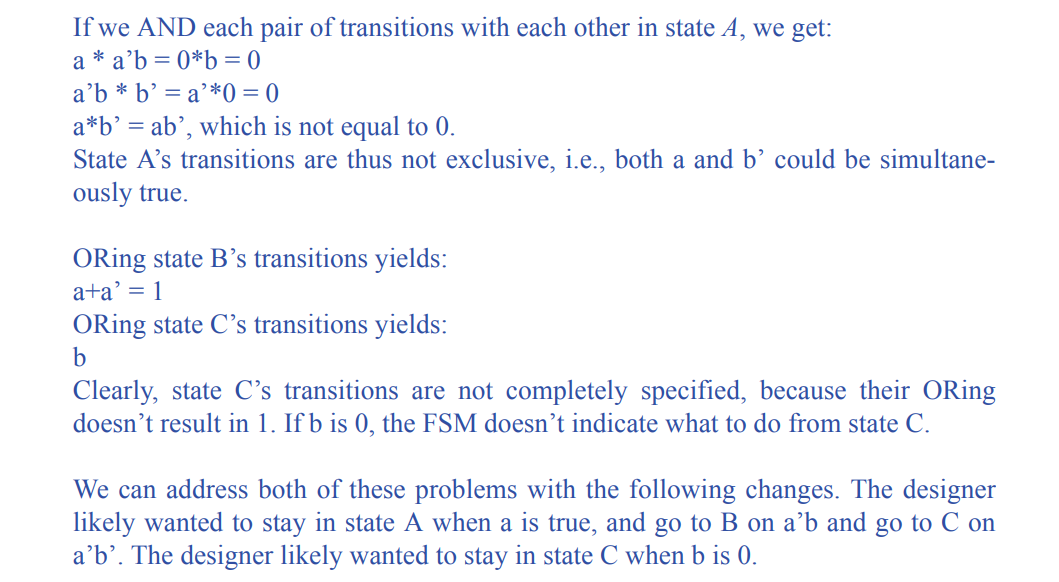 If we AND each pair of transitions with each other in state A, we get:
a * a’b = 0*b = 0
a’b * b’ = a’*0 = 0
a*b’ = ab’, which is not equal to 0.
State A’s transitions are thus not exclusive, i.e., both a and b’ could be simultane-
ously true.
ORing state B’s transitions yields:
a+a’ = 1
ORing state C’s transitions yields:
b
Clearly, state C’s transitions are not completely specified, because their ORing
doesn’t result in 1. If b is 0, the FSM doesn’t indicate what to do from state C.
We can address both of these problems with the following changes. The designer
likely wanted to stay in state A when a is true, and go to B on a’b and go to C on
a’b’. The designer likely wanted to stay in state C when b is 0.